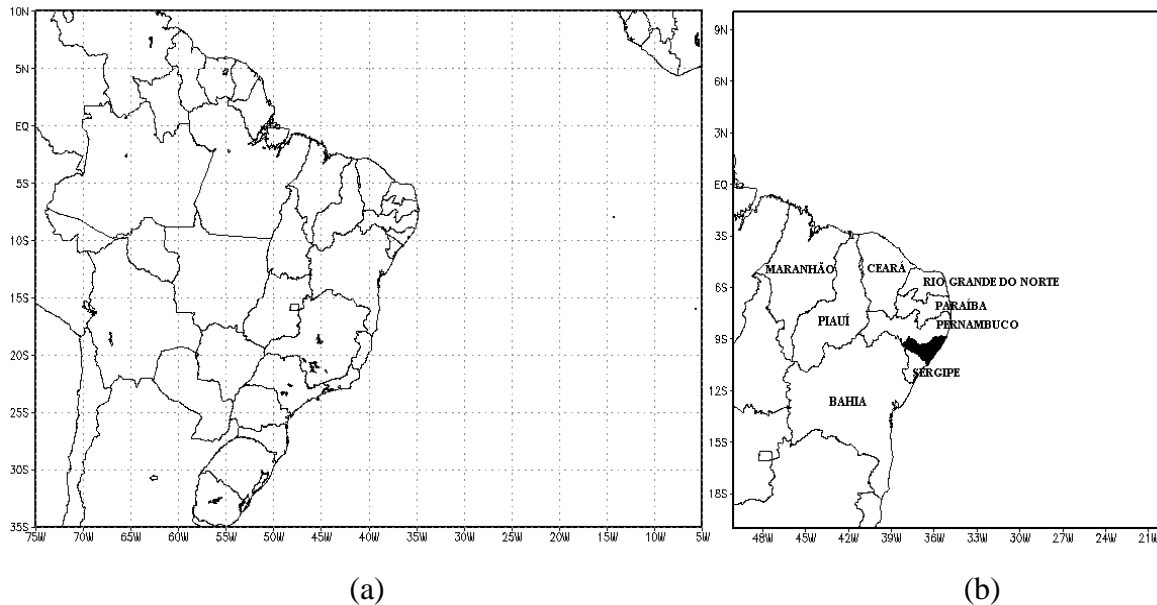 10N
5N
EQ
5S
10S
15S
20S
25S
30S
35S
75W 70W 65W 60W 55W 50W 45W 40W 35W 30W 25W 20W 15W 10W 5W
(a)
9N
6N
3N
EQ
3S
6S
9S
12S
15S
18S
MARANHÃO
CEARÁ
RIO GRANDE DO NORTE
PARAÍBA
PIAUÍ
PERNAMBUCO
SERGIPE
BAHIA
48W 45W 42W 39W 36W 33W 30W 27W 24W 21W
(b)